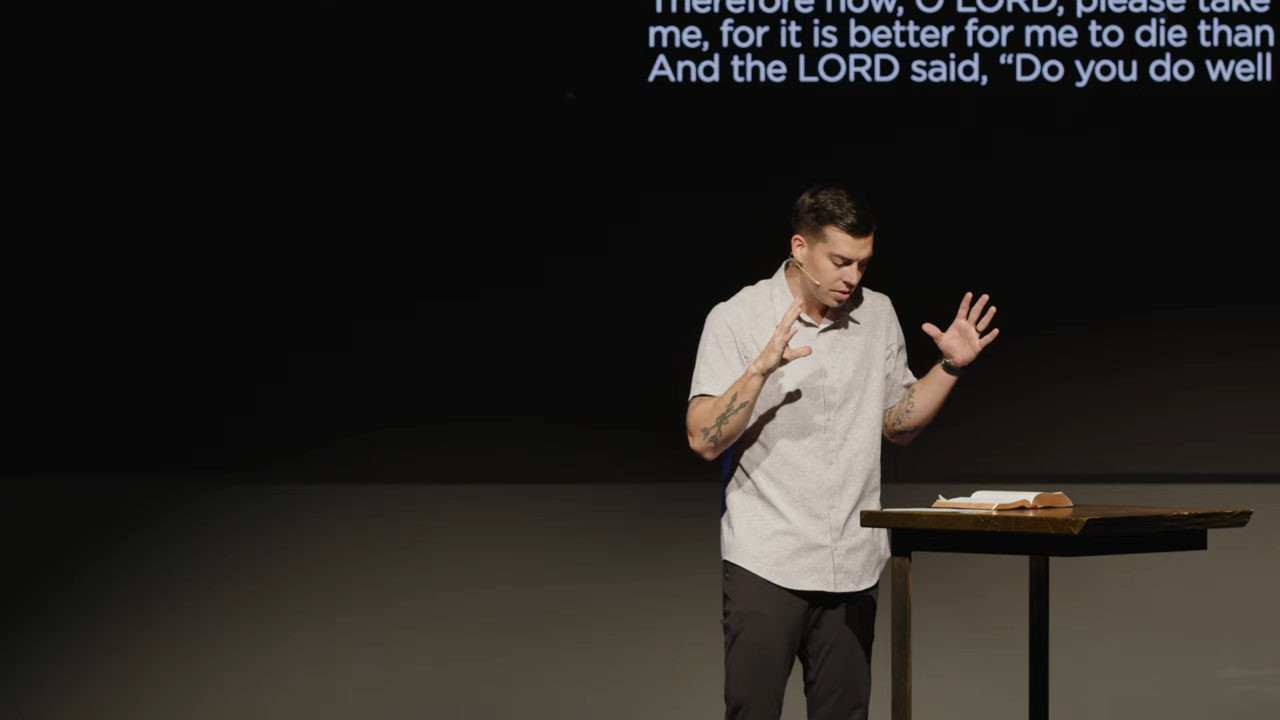 Therefore now, O LORD, please take
me, for it is better for me to die than
And the LORD said, “Do you do well